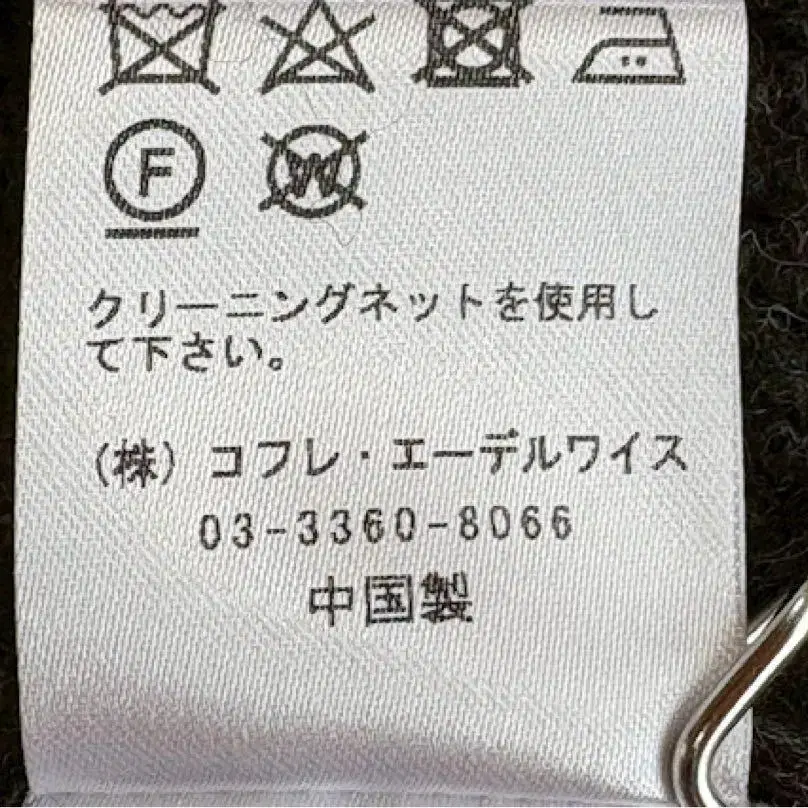 F
W
クリーニングネットを使用し
て下さい。
(株) コフレ・エーデルワイス
03-3360-8066
中国製